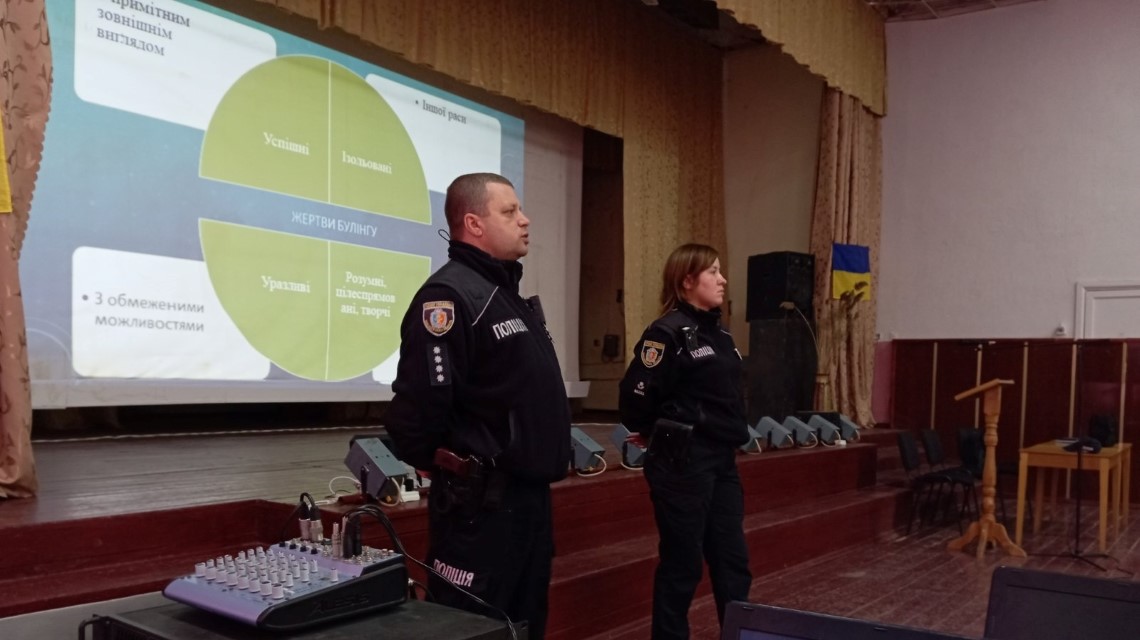 примітним
зовнішнім
виглядом
• Іншої раси
Успішні
Ізольовані
ЖЕРТВИ БУЛІНГУ
Уразливі
Розумні,
цілеспрямов
ані, творчі
• З обмеженими
можливостями
ПОЛІЦІЯ
ПОЛІЦІЯ
ПОЛІЦІЯ